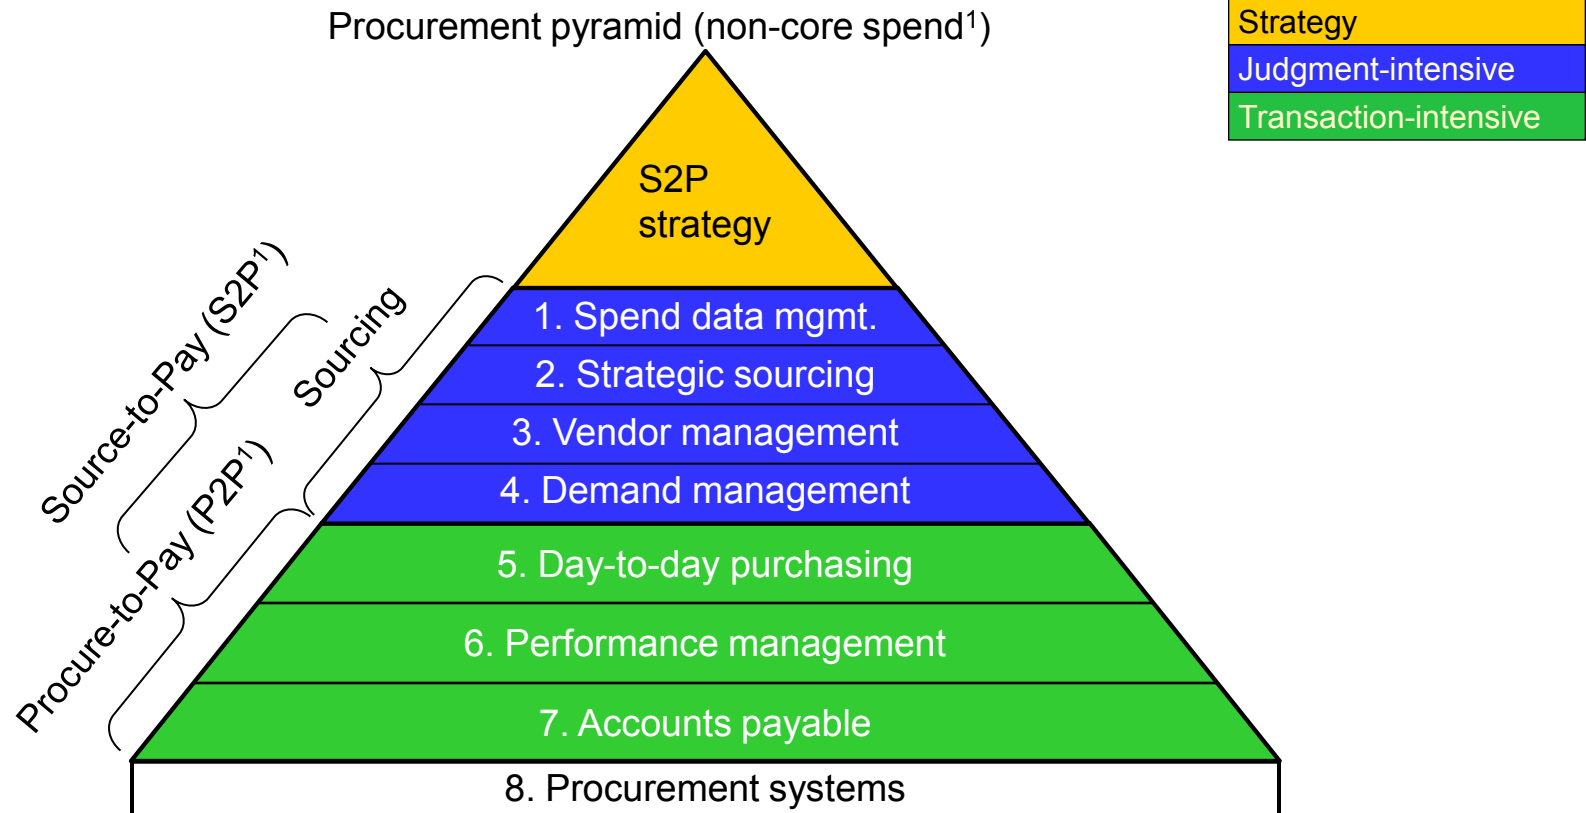 Procurement pyramid (non-core spend¹)
Strategy
Judgment-intensive
Transaction-intensive
S2P
strategy
Source-to-Pay (S2P¹)
Sourcing
Procure-to-Pay (P2P¹)
1. Spend data mgmt.
2. Strategic sourcing
3. Vendor management
4. Demand management
5. Day-to-day purchasing
6. Performance management
7. Accounts payable
8. Procurement systems